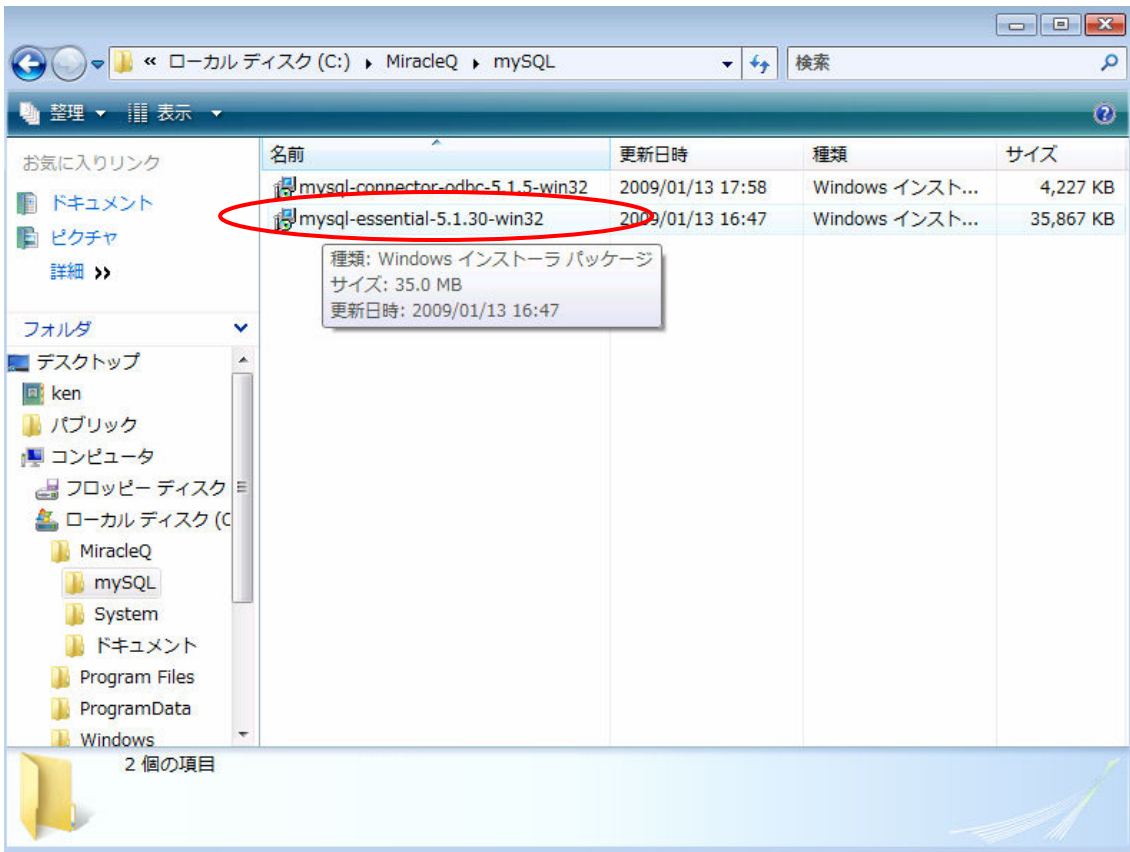 « ローカル ディスク (C:) ▸ MiracleQ ▸ mySQL
検索
整理 表示
お気に入りリンク
ドキュメント
ピクチャ
詳細 »
フォルダ
デスクトップ
ken
パブリック
コンピュータ
フロッピー ディスク
ローカル ディスク (C
MiracleQ
mySQL
System
ドキュメント
Program Files
ProgramData
Windows
名前 更新日時 種類 サイズ
mysql-connector-odbc-5.1.5-win32 2009/01/13 17:58 Windows インスト... 4,227 KB
mysql-essential-5.1.30-win32 2009/01/13 16:47 Windows インスト... 35,867 KB
種類: Windows インストーラ パッケージ
サイズ: 35.0 MB
更新日時: 2009/01/13 16:47
2 個の項目